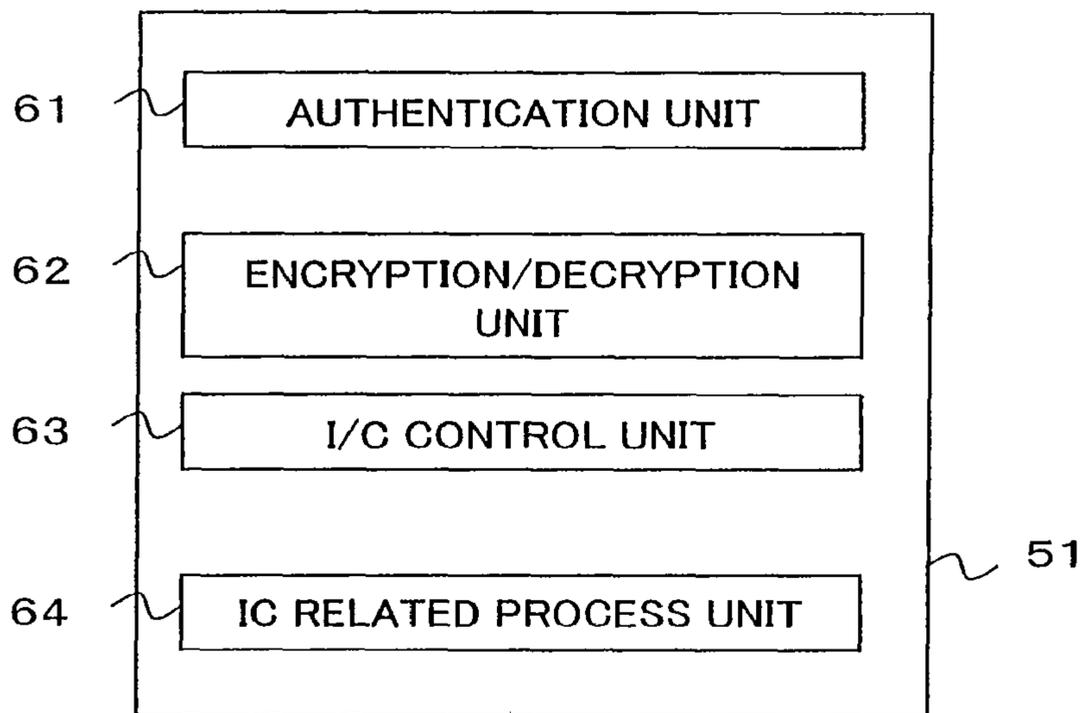 61 AUTHENTICATION UNIT
62 ENCRYPTION/DECRYPTION
UNIT
63 I/C CONTROL UNIT
51
64 IC RELATED PROCESS UNIT